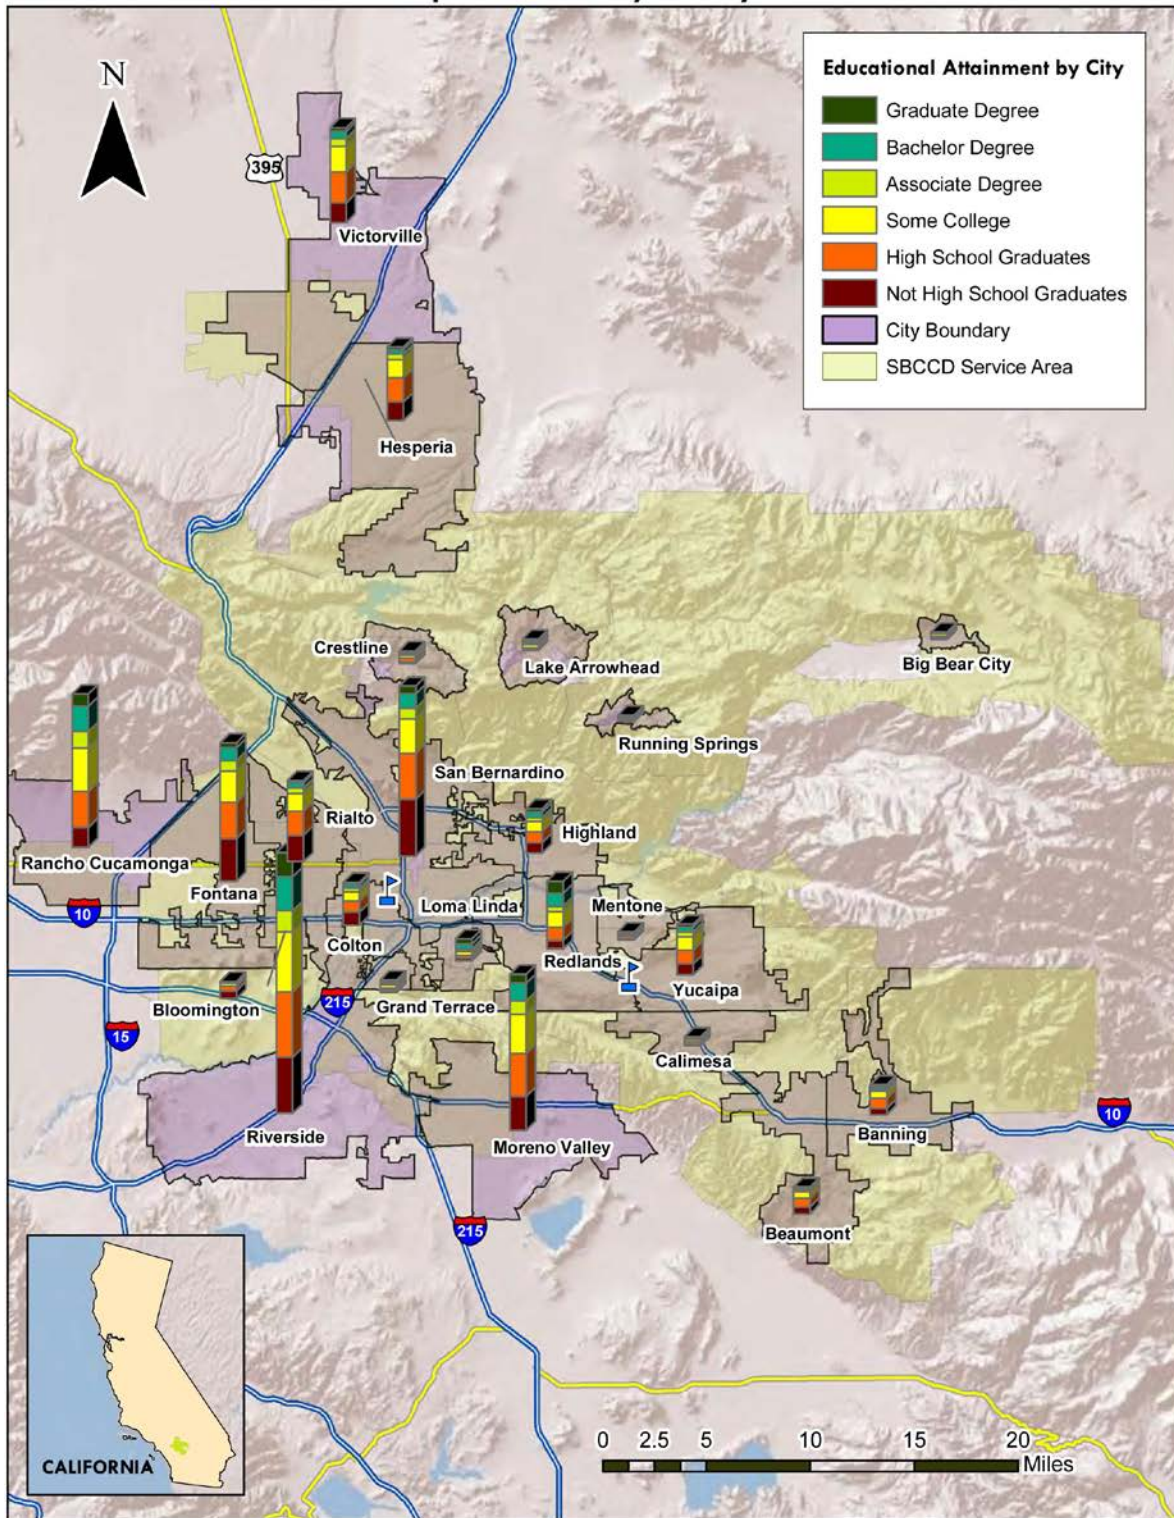 N
Educational Attainment by City
Graduate Degree
Bachelor Degree
Associate Degree
Some College
High School Graduates
Not High School Graduates
City Boundary
SBCCD Service Area
395
Victorville
Hesperia
Crestline
Lake Arrowhead
Big Bear City
Running Springs
San Bernardino
Rialto
Highland
Rancho Cucamonga
Fontana
10
Loma Linda
Mentone
Colton
Redlands
Yucaipa
Bloomington
215
Grand Terrace
15
Calimesa
10
Riverside
Moreno Valley
Banning
215
Beaumont
CALIFORNIA
0 2.5 5 10 15 20
Miles